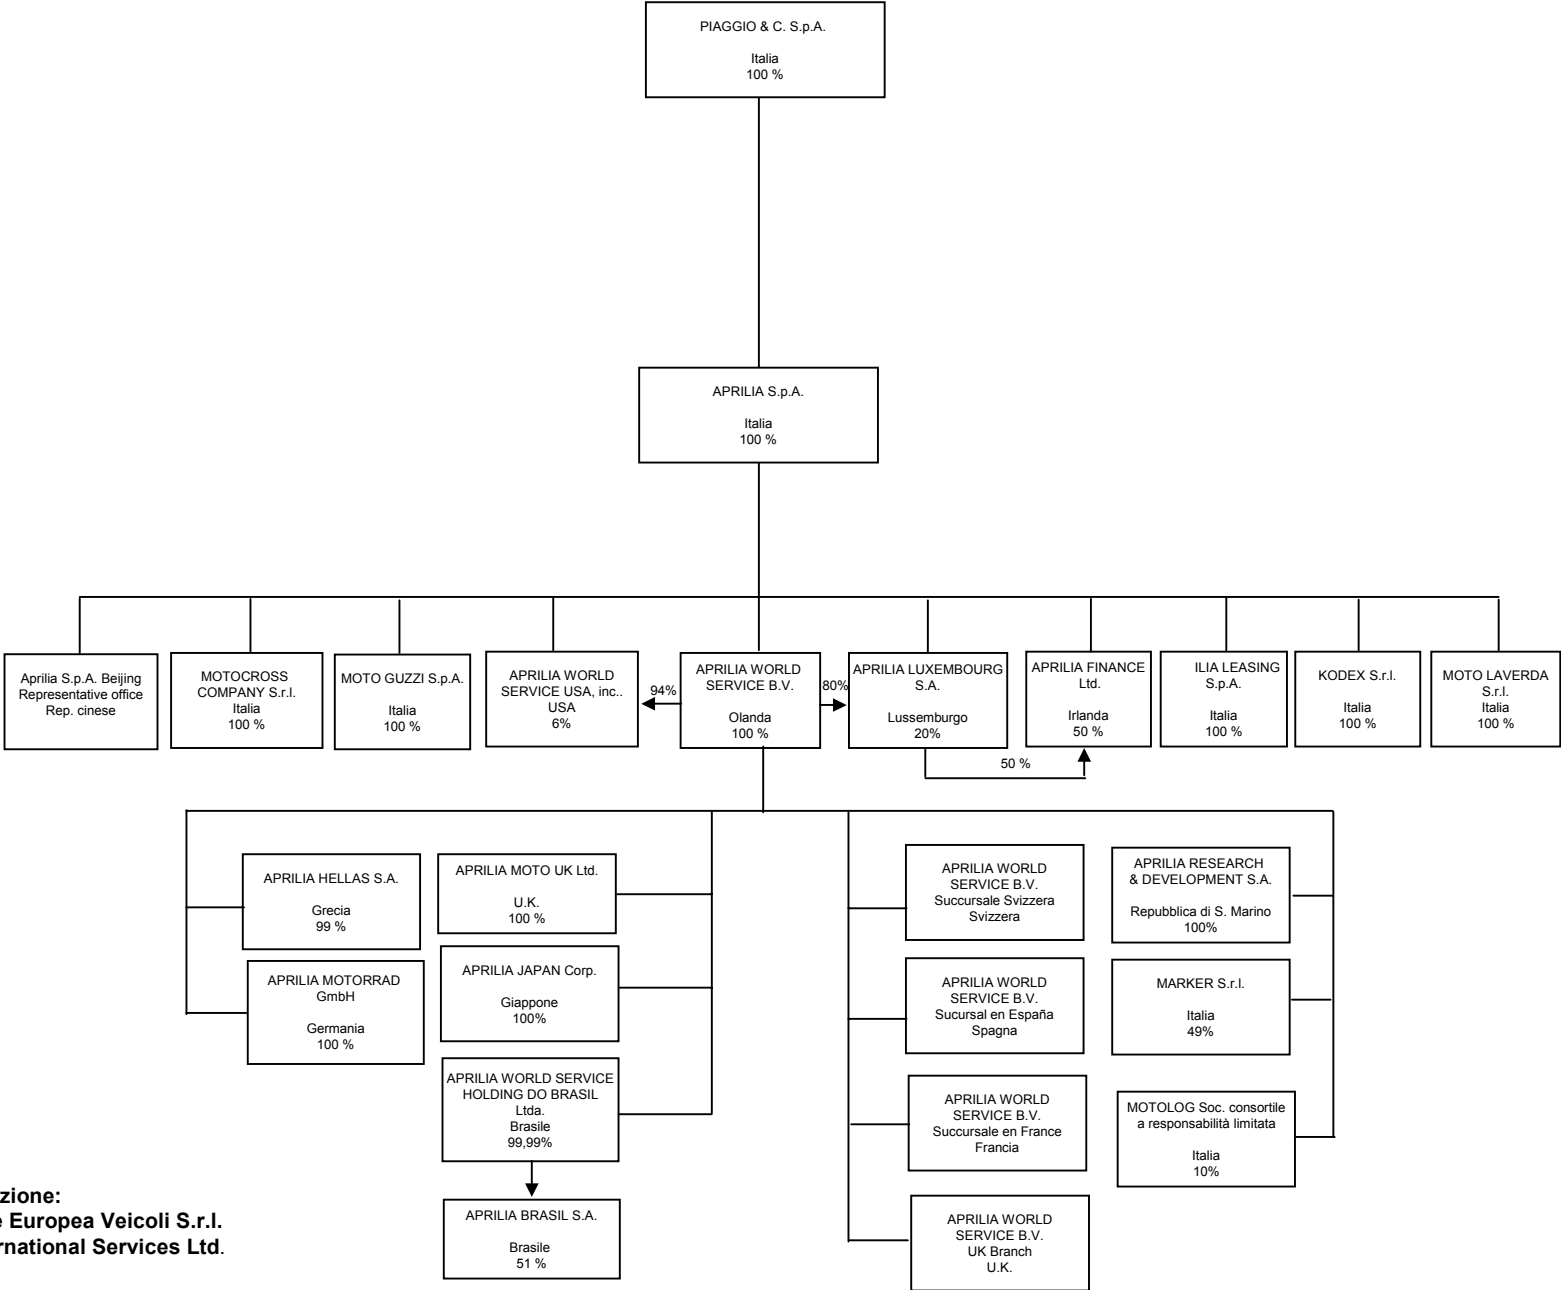 PIAGGIO & C. S.p.A.
Italia
100 %
APRILIA S.p.A.
Italia
100 %
Aprilia S.p.A. Beijing
Representative office
Rep. cinese
MOTOCROSS
COMPANY S.r.l.
Italia
100 %
MOTO GUZZI S.p.A.
Italia
100 %
APRILIA WORLD
SERVICE USA, inc..
USA
6%
94%
APRILIA WORLD
SERVICE B.V.
Olanda
100 %
80%
APRILIA LUXEMBOURG
S.A.
Lussemburgo
20%
50 %
APRILIA FINANCE
Ltd.
Irlanda
50 %
ILIA LEASING
S.p.A.
Italia
100 %
KODEX S.r.l.
Italia
100 %
MOTO LAVERDA
S.r.l.
Italia
100 %
APRILIA HELLAS S.A.
Grecia
99 %
APRILIA MOTORRAD
GmbH
Germania
100 %
APRILIA MOTO UK Ltd.
U.K.
100 %
APRILIA JAPAN Corp.
Giappone
100%
APRILIA WORLD SERVICE
HOLDING DO BRASIL
Ltda.
Brasile
99,99%
APRILIA BRASIL S.A.
Brasile
51 %
APRILIA WORLD
SERVICE B.V.
Succursale Svizzera
Svizzera
APRILIA WORLD
SERVICE B.V.
Sucursal en España
Spagna
APRILIA WORLD
SERVICE B.V.
Succursale en France
Francia
APRILIA WORLD
SERVICE B.V.
UK Branch
U.K.
APRILIA RESEARCH
& DEVELOPMENT S.A.
Repubblica di S. Marino
100%
MARKER S.r.l.
Italia
49%
MOTOLOG Soc. consortile
a responsabilità limitata
Italia
10%
zione:
e Europea Veicoli S.r.l.
rnational Services Ltd.